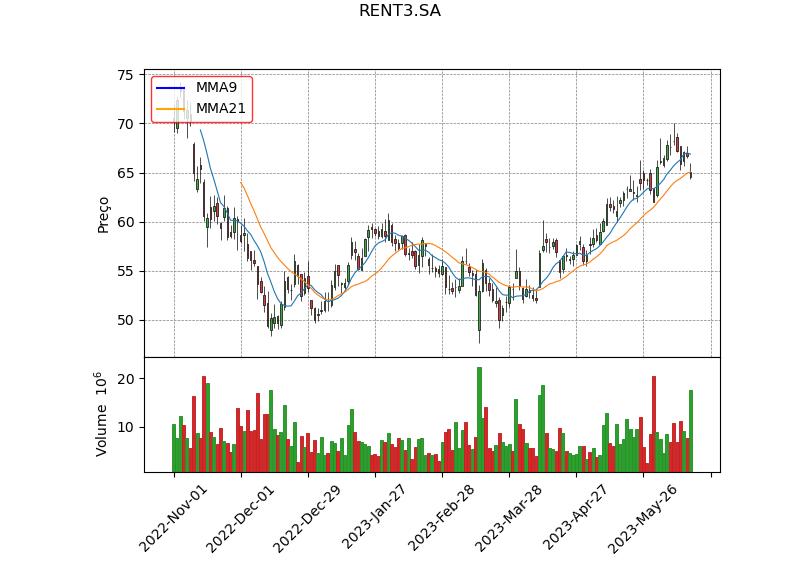 RENT3.SA
MMA9
MMA21
75
70
65
60
55
50
Preço
20
10
Volume 10^6
2022-Nov-01
2022-Dec-01
2022-Dec-29
2023-Jan-27
2023-Feb-28
2023-Mar-28
2023-Apr-27
2023-May-26